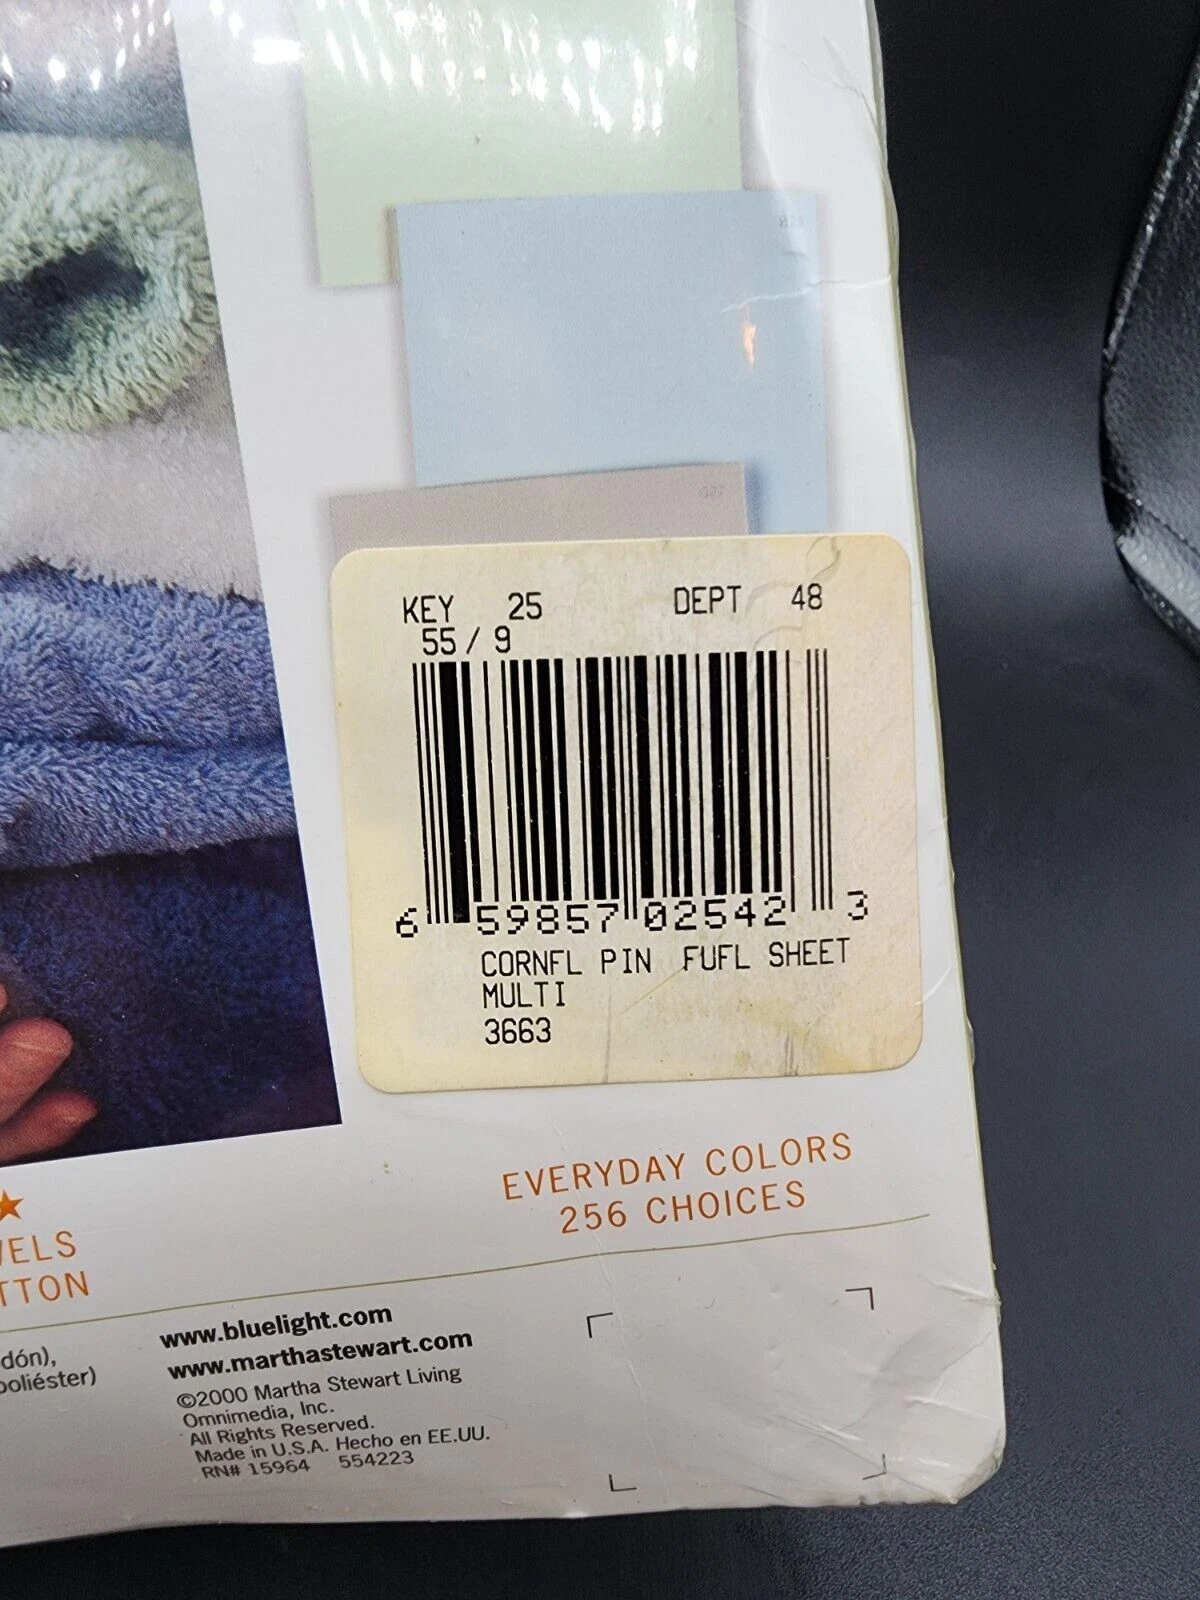 KEY 25 DEPT 48
55/9
6 59857 02542 3
CORNFL PIN FUFL SHEET
MULTI
3663
EVERYDAY COLORS
256 CHOICES
www.bluelight.com
www.marthastewart.com
©2000 Martha Stewart Living
Omnimedia, Inc.
All Rights Reserved.
Made in U.S.A. Hecho en EE.UU.
RN# 15964 554223